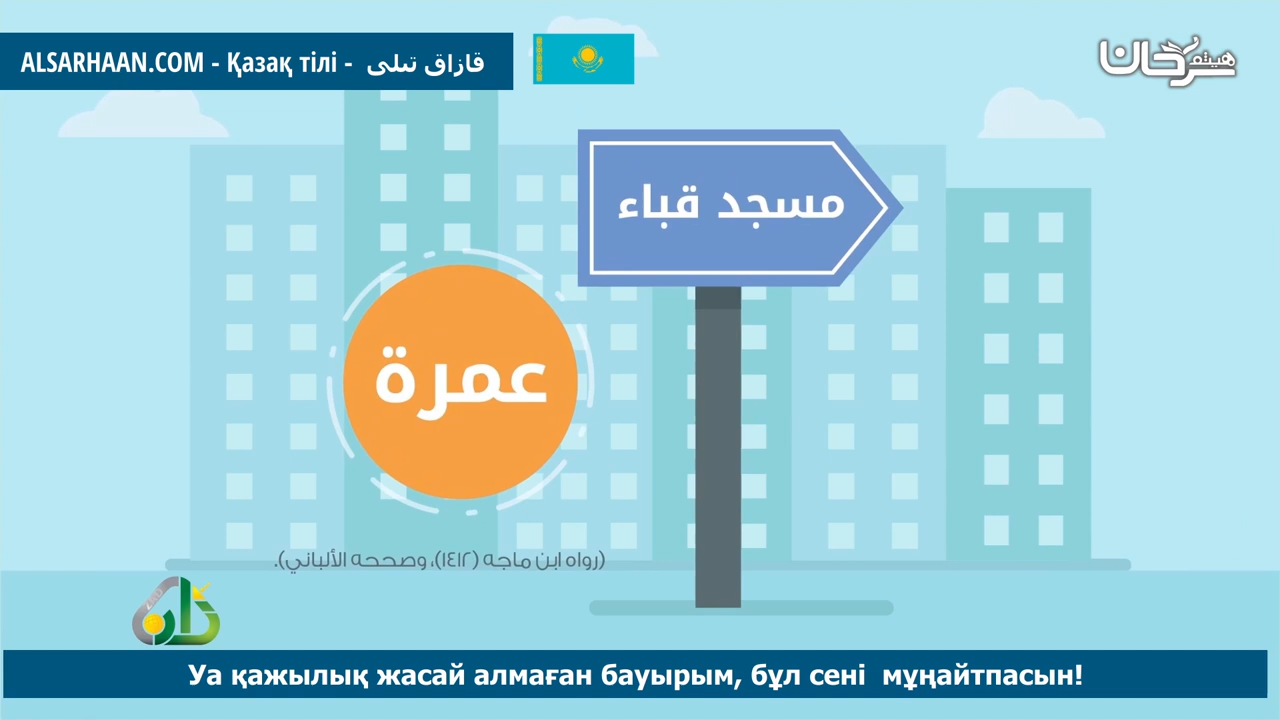 ALSARHAAN.COM - Қазақ тілі - قازاق تىلى
هيثم سرحان
مسجد قباء
عمرة
(رواه ابن ماجه (١٤١٢)، وصححه الألباني).
Уа қажылық жасай алмаған бауырым, бұл сені мұңайтпасын!